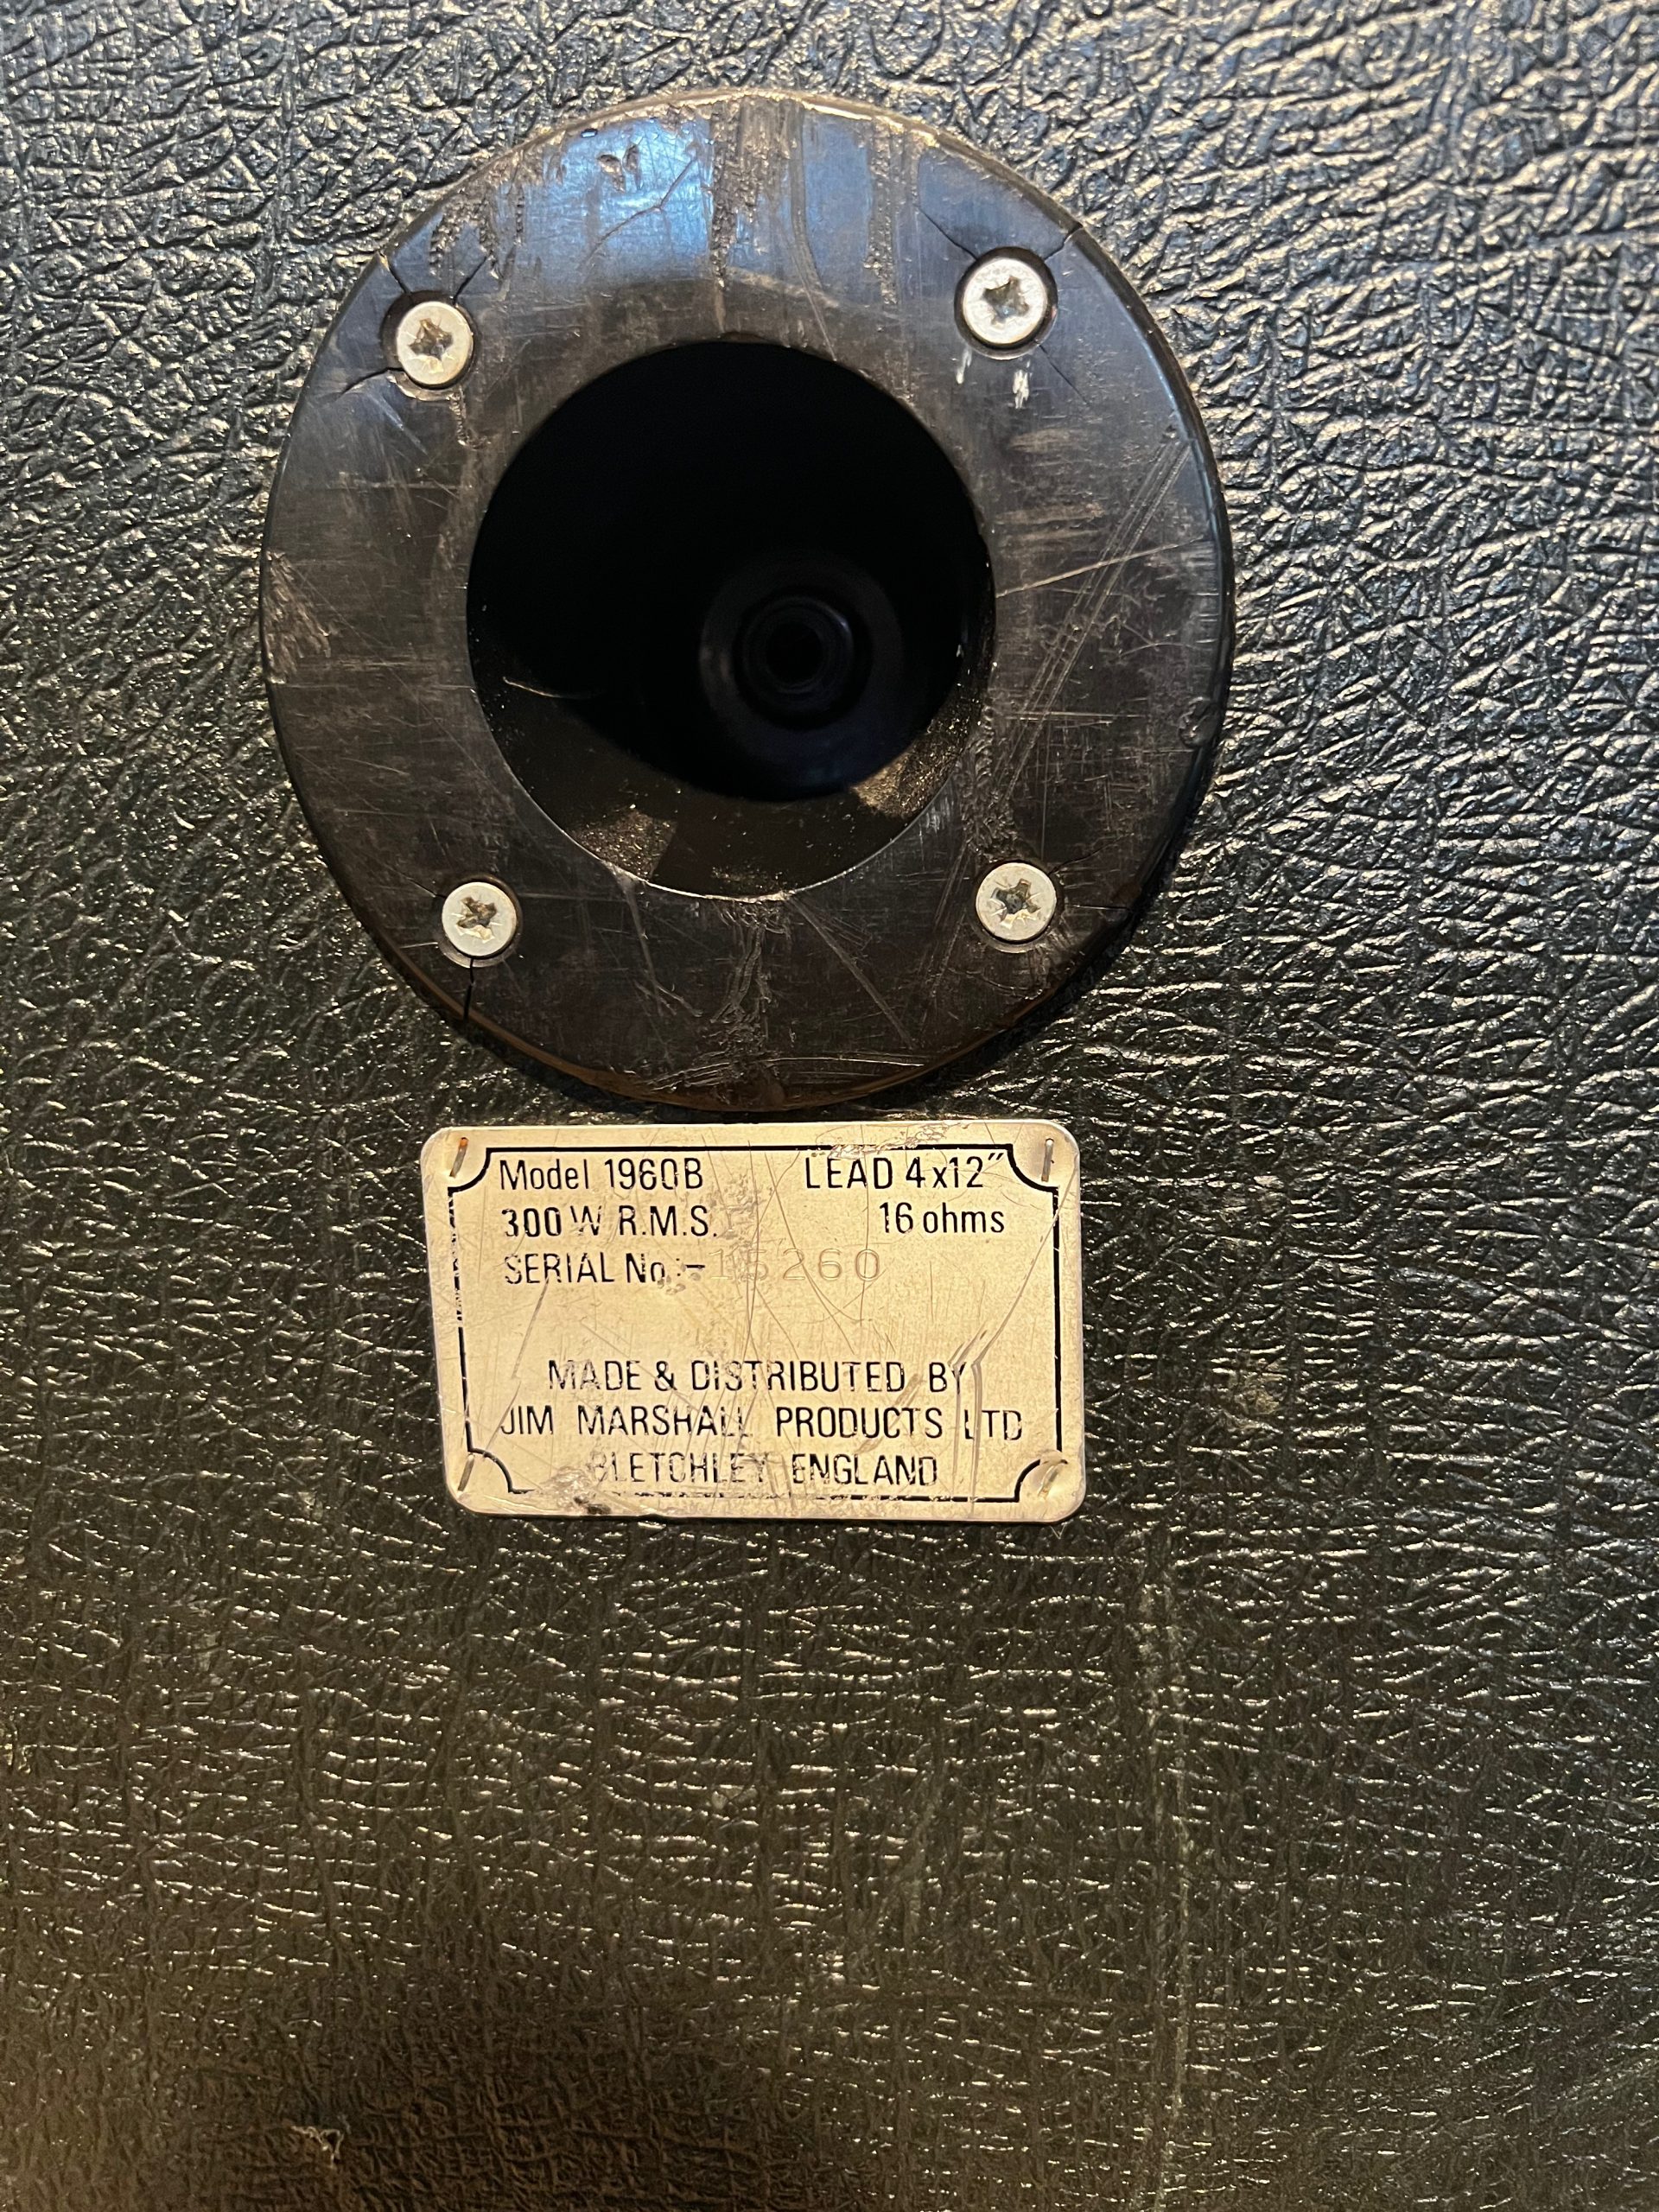 Model 1960B LEAD 4x12"
300 W R.M.S. 16 ohms
SERIAL No :- 15260
MADE & DISTRIBUTED BY
JIM MARSHALL PRODUCTS LTD
BLETCHLEY ENGLAND